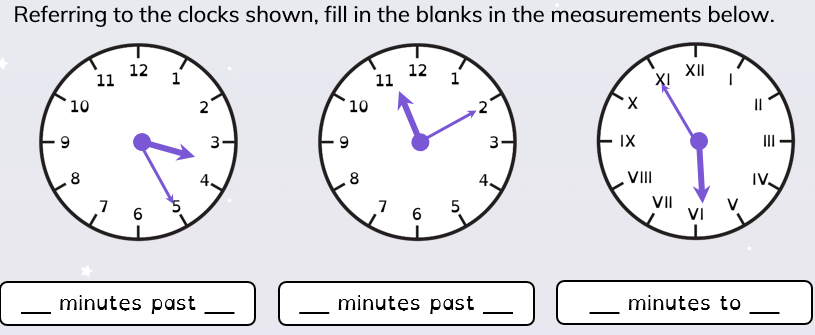 Referring to the clocks shown, fill in the blanks in the measurements below.
12
11 1
10 2
9 3
8 4
7 5
6
12
11 1
10 2
9 3
8 4
7 5
6
XII
XI I
X II
IX III
VIII IV
VII V
VI
___ minutes past ___
___ minutes past ___
___ minutes to ___